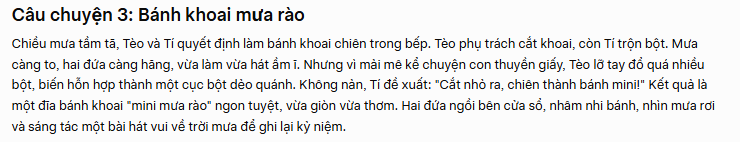 Câu chuyện 3: Bánh khoai mưa rào
Chiều mưa tầm tã, Tèo và Tí quyết định làm bánh khoai chiên trong bếp. Tèo phụ trách cắt khoai, còn Tí trộn bột. Mưa
càng to, hai đứa càng hăng, vừa làm vừa hát ầm ĩ. Nhưng vì mải mê kể chuyện con thuyền giấy, Tèo lỡ tay đổ quá nhiều
bột, biến hỗn hợp thành một cục bột dẻo quánh. Không nản, Tí đề xuất: "Cắt nhỏ ra, chiên thành bánh mini!" Kết quả là
một đĩa bánh khoai "mini mưa rào" ngon tuyệt, vừa giòn vừa thơm. Hai đứa ngồi bên cửa sổ, nhâm nhi bánh, nhìn mưa rơi
và sáng tác một bài hát vui về trời mưa để ghi lại kỷ niệm.